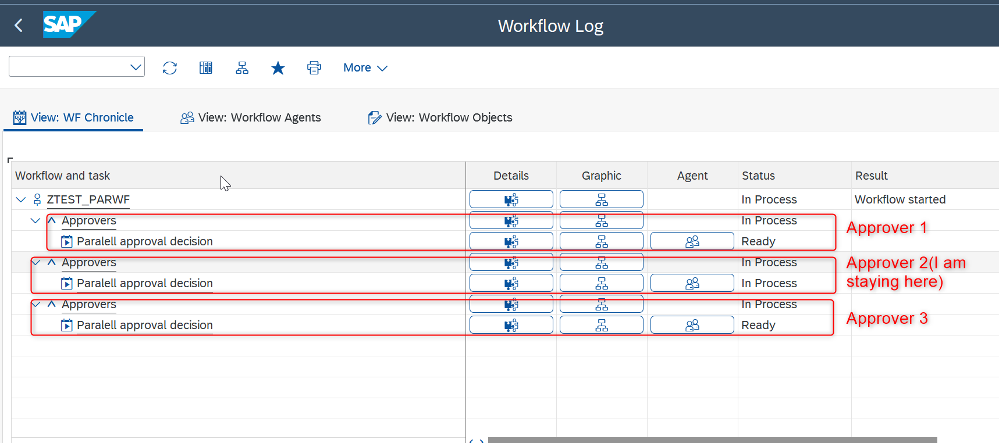 SAP Workflow Log
More
View: WF Chronicle View: Workflow Agents View: Workflow Objects
Workflow and task Details Graphic Agent Status Result
ZTEST_PARWF In Process Workflow started
Approvers In Process
Approver 1
Paralell approval decision Ready
Approvers In Process
Approver 2(I am
staying here)
Paralell approval decision In Process
Approvers In Process
Approver 3
Paralell approval decision Ready